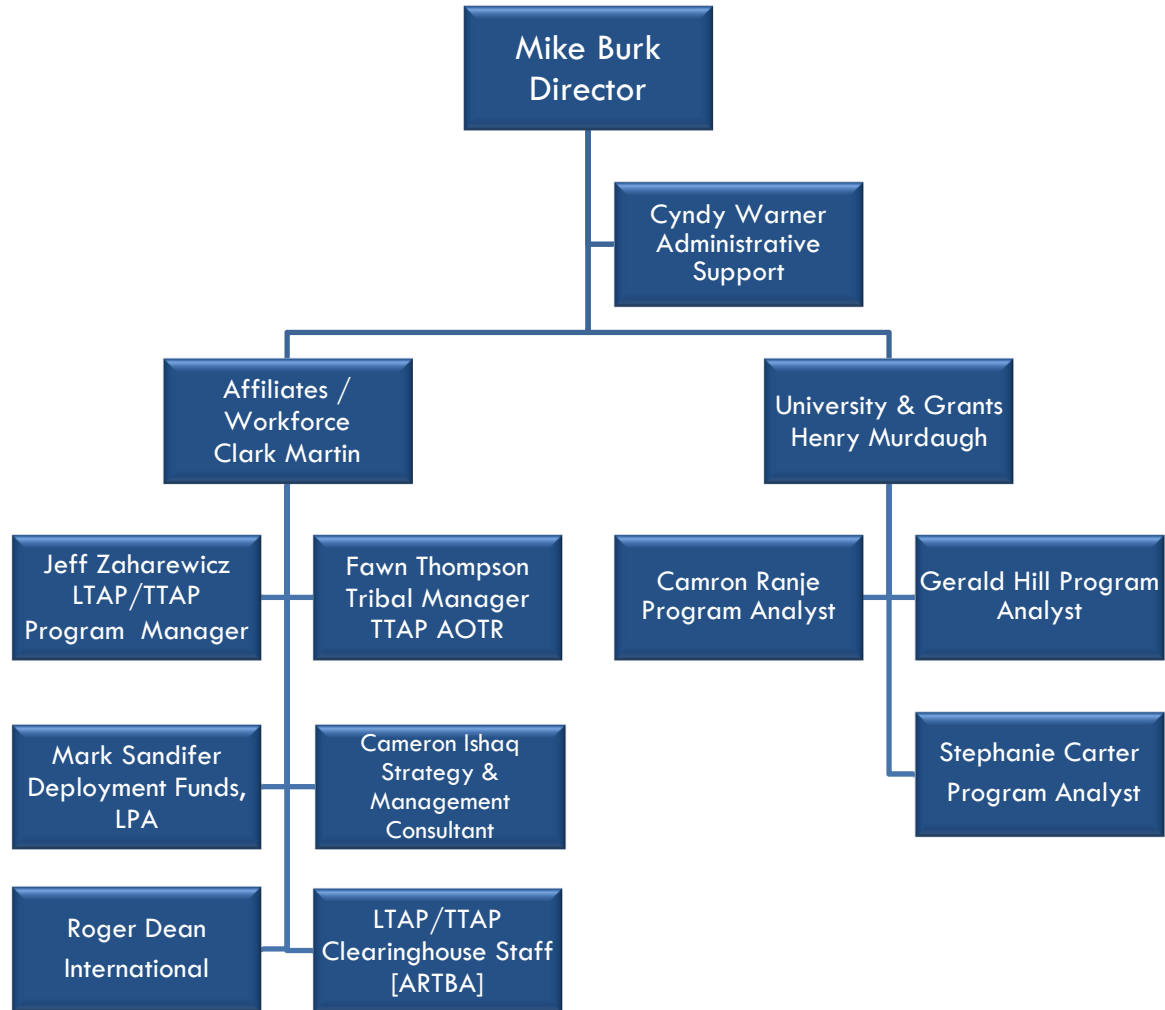 Mike Burk
Director
Cyndy Warner
Administrative
Support
Affiliates /
Workforce
Clark Martin
University & Grants
Henry Murdaugh
Jeff Zaharewicz
LTAP/TTAP
Program Manager
Fawn Thompson
Tribal Manager
TTAP AOTR
Camron Ranje
Program Analyst
Gerald Hill Program
Analyst
Mark Sandifer
Deployment Funds,
LPA
Cameron Ishaq
Strategy &
Management
Consultant
Stephanie Carter
Program Analyst
Roger Dean
International
LTAP/TTAP
Clearinghouse Staff
[ARTBA]